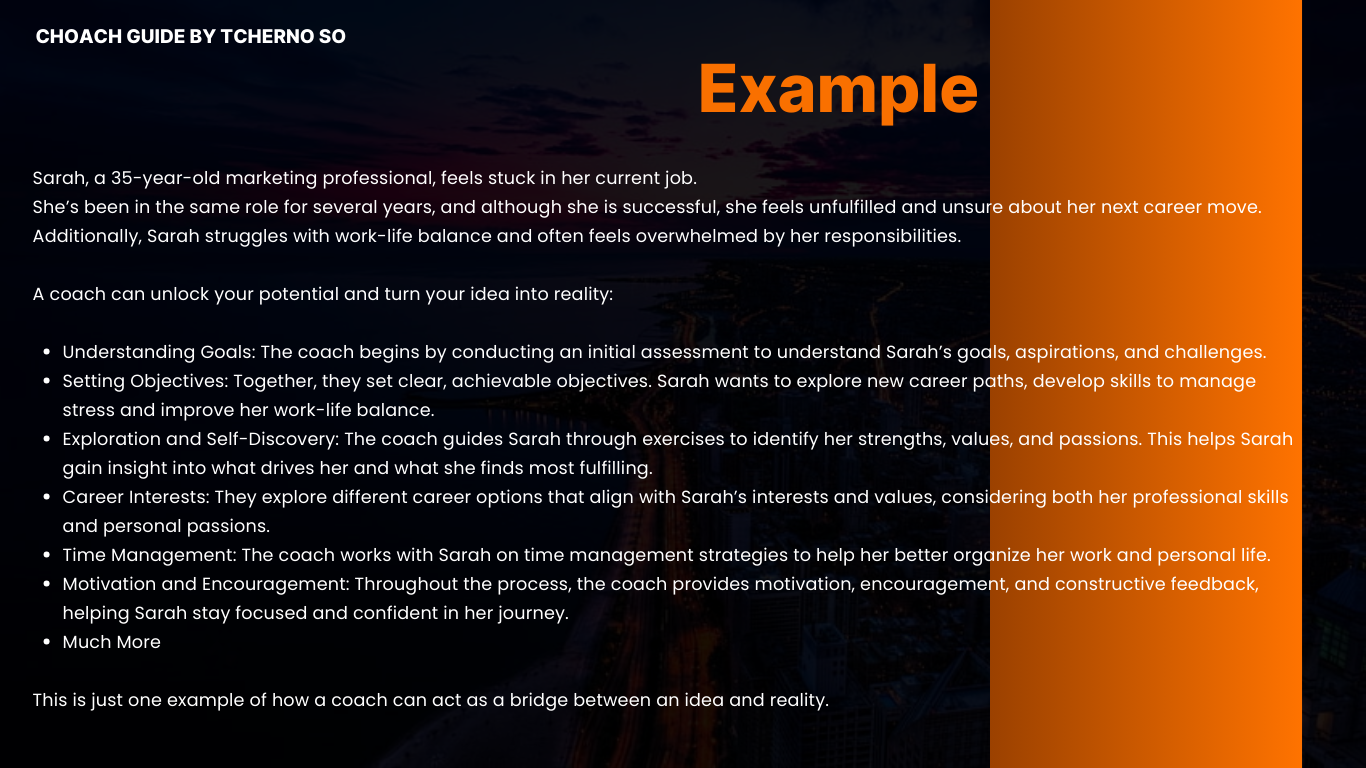 CHOACH GUIDE BY TCHERNO SO
Example
Sarah, a 35-year-old marketing professional, feels stuck in her current job.
She’s been in the same role for several years, and although she is successful, she feels unfulfilled and unsure about her next career move.
Additionally, Sarah struggles with work-life balance and often feels overwhelmed by her responsibilities.
A coach can unlock your potential and turn your idea into reality:
• Understanding Goals: The coach begins by conducting an initial assessment to understand Sarah’s goals, aspirations, and challenges.
• Setting Objectives: Together, they set clear, achievable objectives. Sarah wants to explore new career paths, develop skills to manage
stress and improve her work-life balance.
• Exploration and Self-Discovery: The coach guides Sarah through exercises to identify her strengths, values, and passions. This helps Sarah
gain insight into what drives her and what she finds most fulfilling.
• Career Interests: They explore different career options that align with Sarah’s interests and values, considering both her professional skills
and personal passions.
• Time Management: The coach works with Sarah on time management strategies to help her better organize her work and personal life.
• Motivation and Encouragement: Throughout the process, the coach provides motivation, encouragement, and constructive feedback,
helping Sarah stay focused and confident in her journey.
• Much More
This is just one example of how a coach can act as a bridge between an idea and reality.